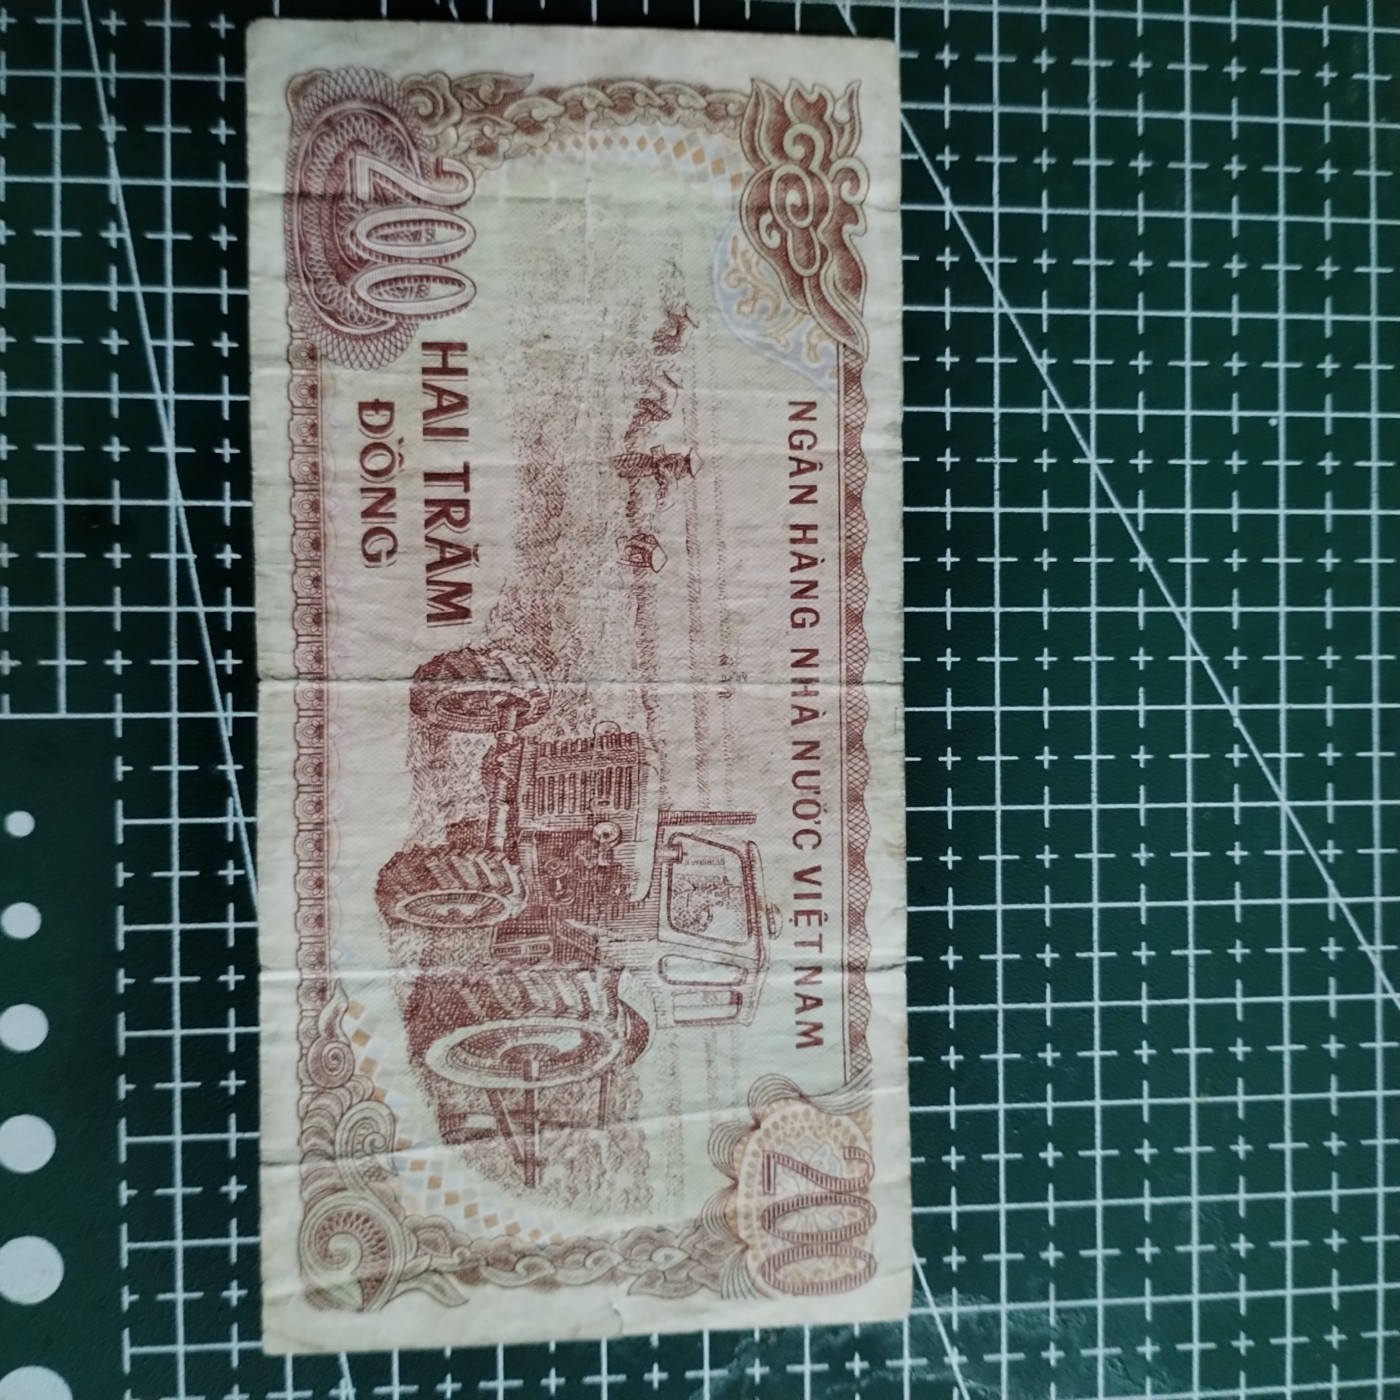 NGÂN HÀNG NHÀ NƯỚC VIỆT NAM
200
200
HAI TRĂM
ĐỒNG